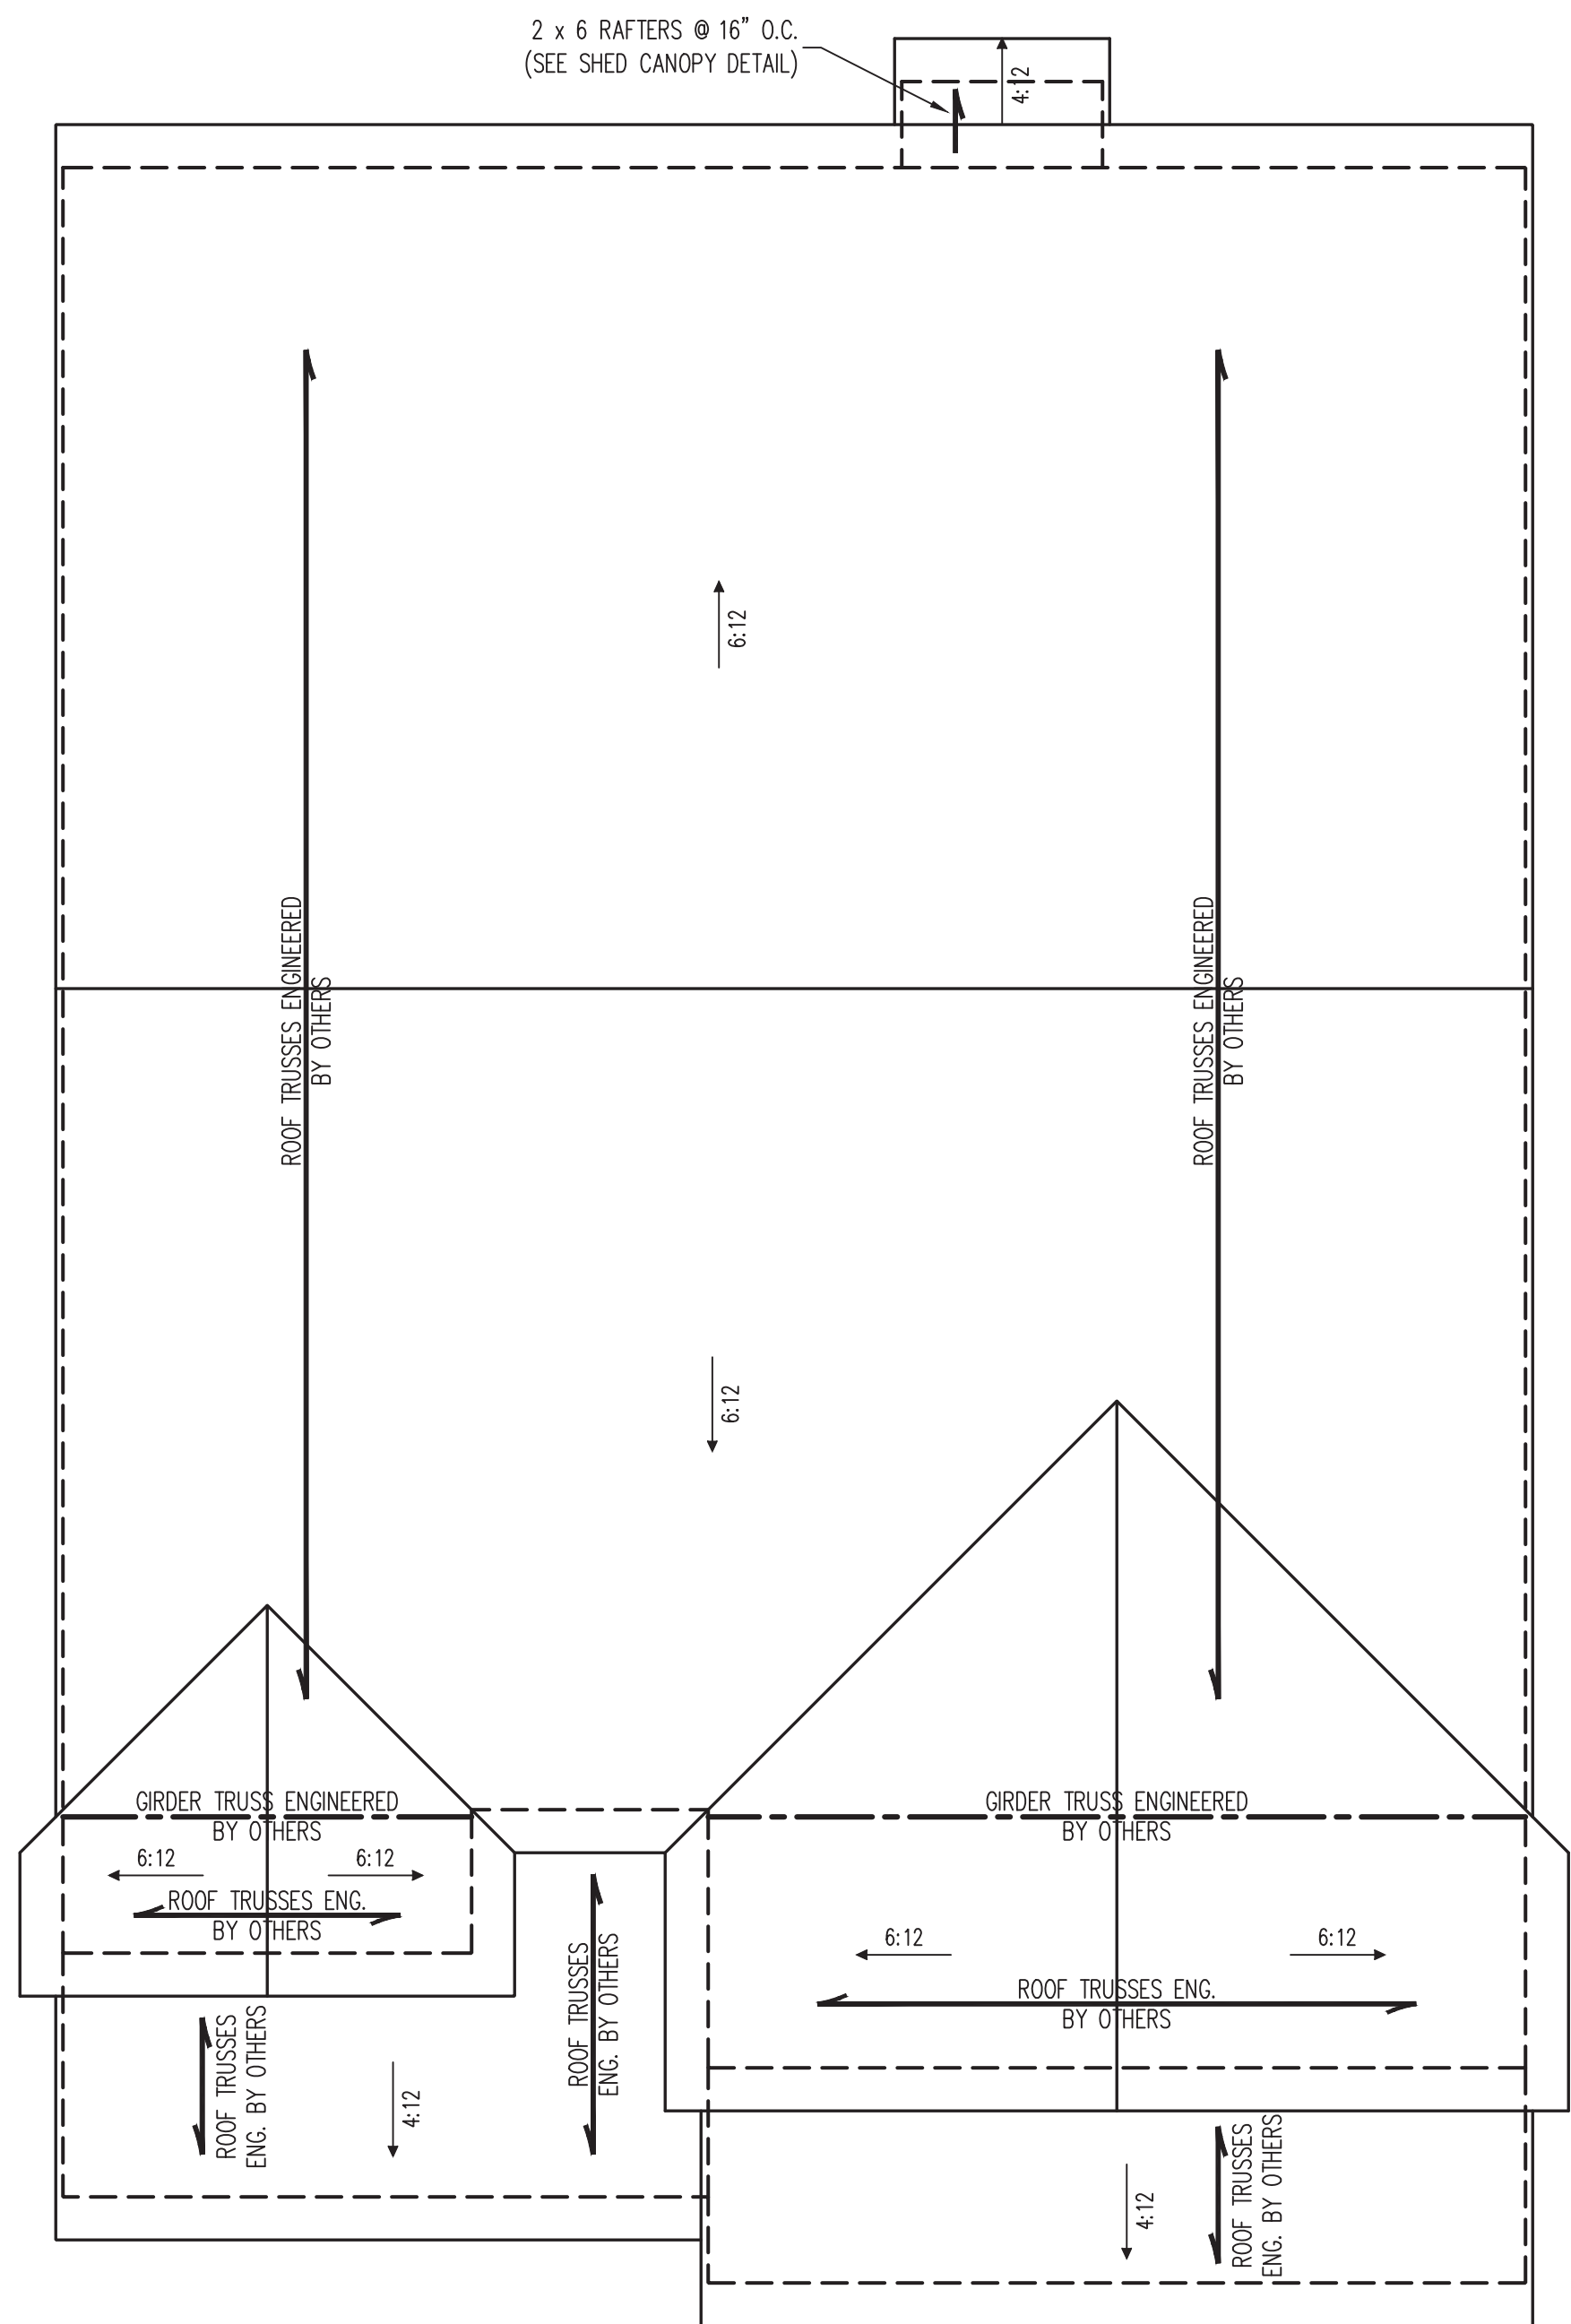 2 x 6 RAFTERS @ 16” O.C.
(SEE SHED CANOPY DETAIL)
4:12
6:12
ROOF TRUSSES ENGINEERED
BY OTHERS
ROOF TRUSSES ENGINEERED
BY OTHERS
6:12
GIRDER TRUSS ENGINEERED
BY OTHERS
GIRDER TRUSS ENGINEERED
BY OTHERS
6:12
6:12
ROOF TRUSSES ENG.
BY OTHERS
6:12
6:12
ROOF TRUSSES ENG.
BY OTHERS
ROOF TRUSSES
ENG. BY OTHERS
4:12
ROOF TRUSSES
ENG. BY OTHERS
4:12
ROOF TRUSSES
ENG. BY OTHERS